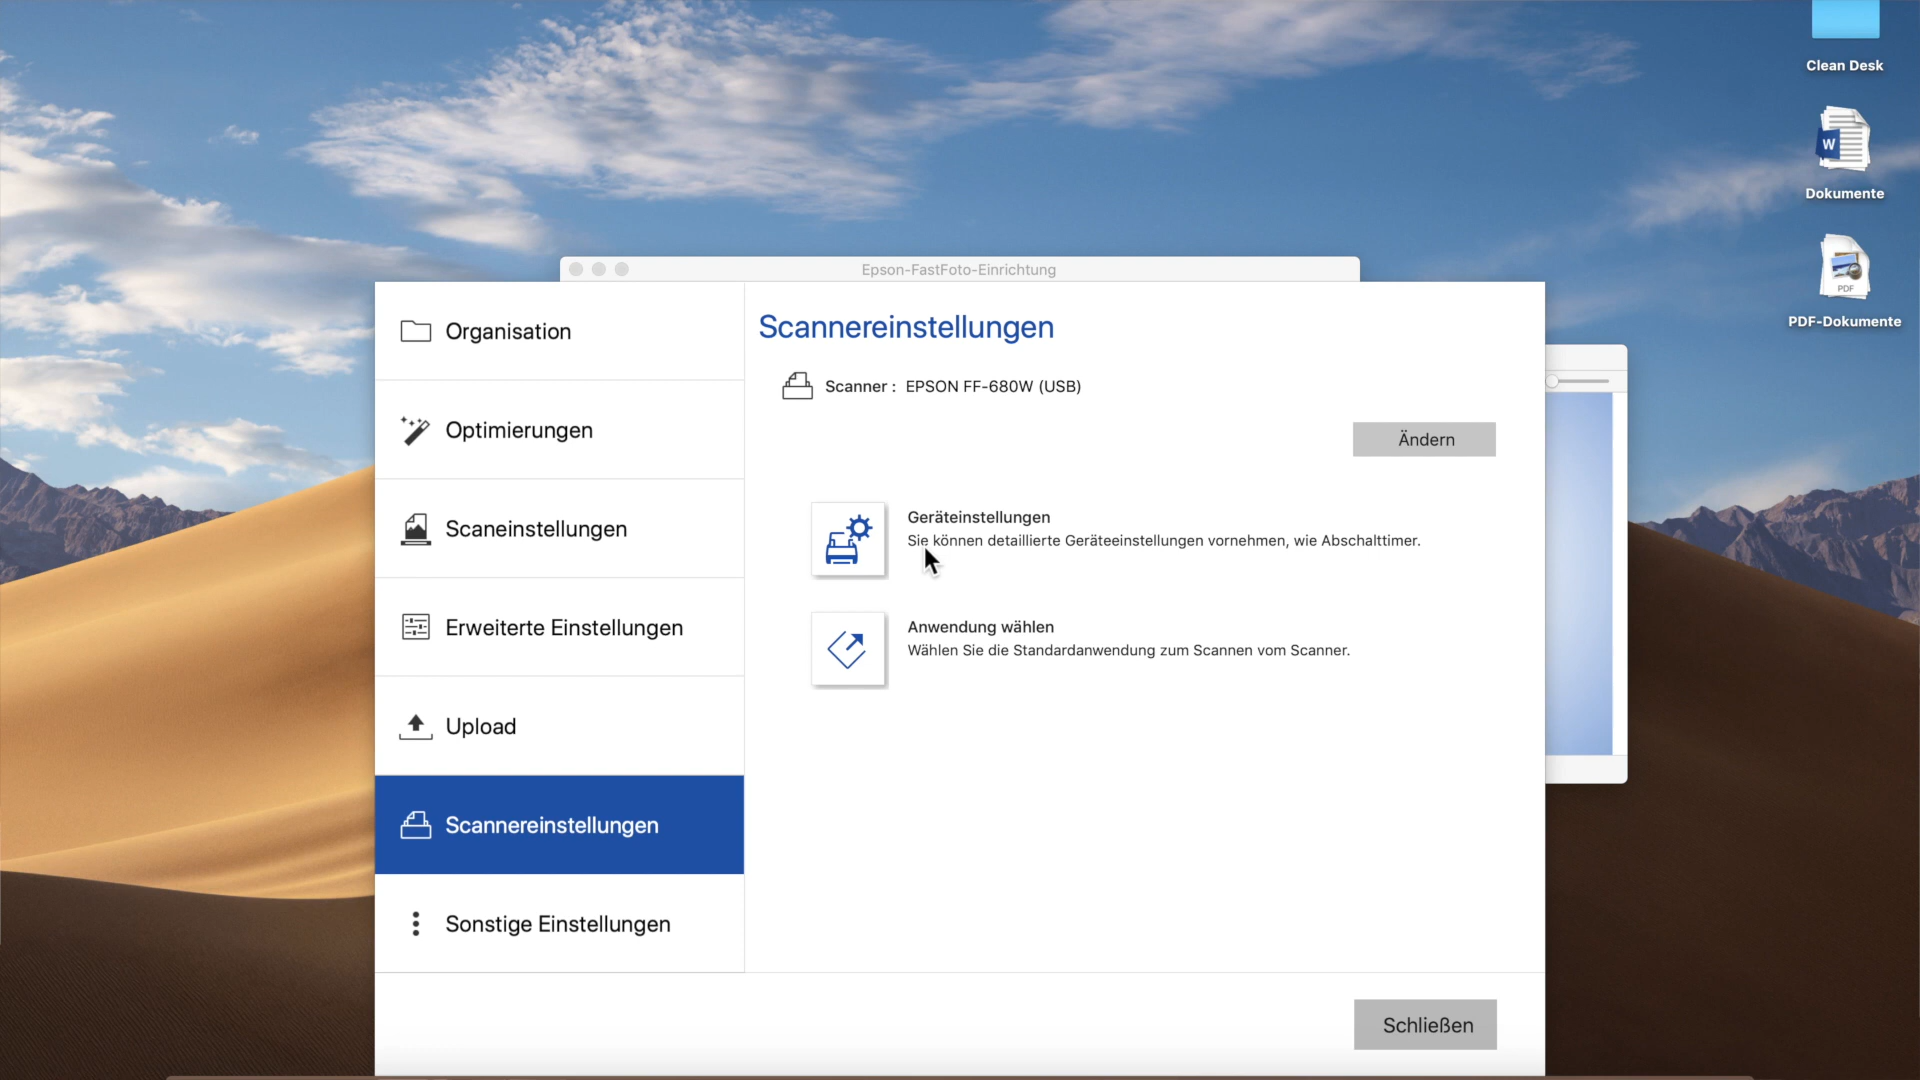 Clean Desk
W
Dokumente
PDF
PDF-Dokumente
Epson-FastFoto-Einrichtung
Organisation
Optimierungen
Scaneinstellungen
Erweiterte Einstellungen
Upload
Scannereinstellungen
Sonstige Einstellungen
Scannereinstellungen
Scanner : EPSON FF-680W (USB)
Ändern
Geräteinstellungen
Sie können detaillierte Geräteeinstellungen vornehmen, wie Abschalttimer.
Anwendung wählen
Wählen Sie die Standardanwendung zum Scannen vom Scanner.
Schließen